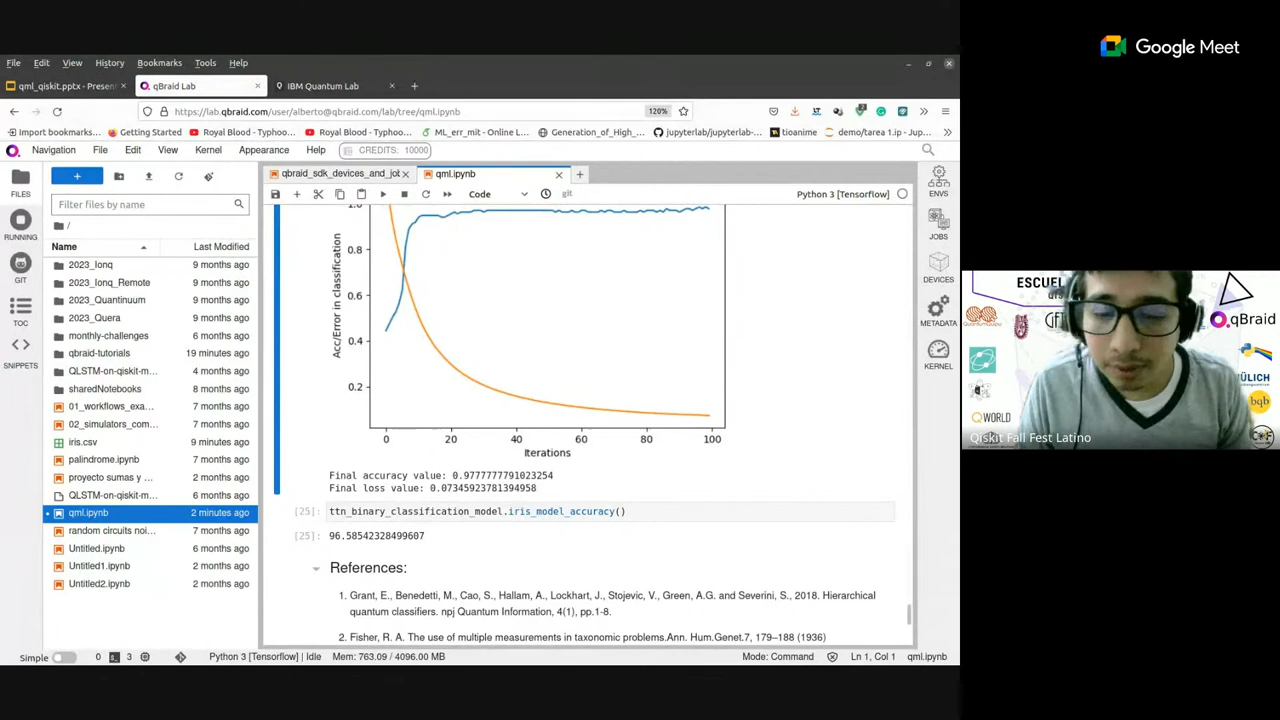 Google Meet
File Edit View History Bookmarks Tools Help
qml_qiskit.pptx - Presen
qBraid Lab
IBM Quantum Lab
https://lab.qbraid.com/user/alberto@qbraid.com/lab/tree/qml.ipynb
120%
Import bookmarks...
Getting Started
Royal Blood - Typhoo...
Royal Blood - Typhoo...
ML_err_mit - Online L...
Generation_of_High_...
jupyterlab/jupyterlab-...
tioanime
demo/tarea 1.ip - Jupy...
Navigation File Edit View Kernel Appearance Help
CREDITS: 10000
FILES
RUNNING
GIT
TOC
SNIPPETS
Filter files by name
/
Name Last Modified
2023_Ionq 9 months ago
2023_Ionq_Remote 9 months ago
2023_Quantinuum 9 months ago
2023_Quera 9 months ago
monthly-challenges 6 months ago
qbraid-tutorials 19 minutes ago
QLSTM-on-qiskit-m... 4 months ago
sharedNotebooks 8 months ago
01_workflows_exa... 7 months ago
02_simulators_com... 7 months ago
iris.csv 9 minutes ago
palindrome.ipynb 7 months ago
proyecto sumas y ... 2 months ago
QLSTM-on-qiskit-m... 6 months ago
qml.ipynb 2 minutes ago
random circuits noi... 7 months ago
Untitled.ipynb 6 months ago
Untitled1.ipynb 2 months ago
Untitled2.ipynb 2 months ago
qbraid_sdk_devices_and_jol
qml.ipynb
Code
git
Python 3 [Tensorflow]
1.0
0.8
0.6
0.4
0.2
Acc/Error in classification
0 20 40 60 80 100
Iterations
Final accuracy value: 0.9777777791023254
Final loss value: 0.07345923781394958
[25]: ttn_binary_classification_model.iris_model_accuracy()
[25]: 96.58542328499607
References:
1. Grant, E., Benedetti, M., Cao, S., Hallam, A., Lockhart, J., Stojevic, V., Green, A.G. and Severini, S., 2018. Hierarchical
quantum classifiers. npj Quantum Information, 4(1), pp.1-8.
2. Fisher, R. A. The use of multiple measurements in taxonomic problems.Ann. Hum.Genet.7, 179–188 (1936)
ENVS
JOBS
DEVICES
METADATA
KERNEL
Simple
0
3
Python 3 [Tensorflow] | Idle
Mem: 763.09 / 4096.00 MB
Mode: Command
Ln 1, Col 1
qml.ipynb
ESCUEL
qBraid
QWORLD
ÜLICH
bqb
Qiskit Fall Fest Latino